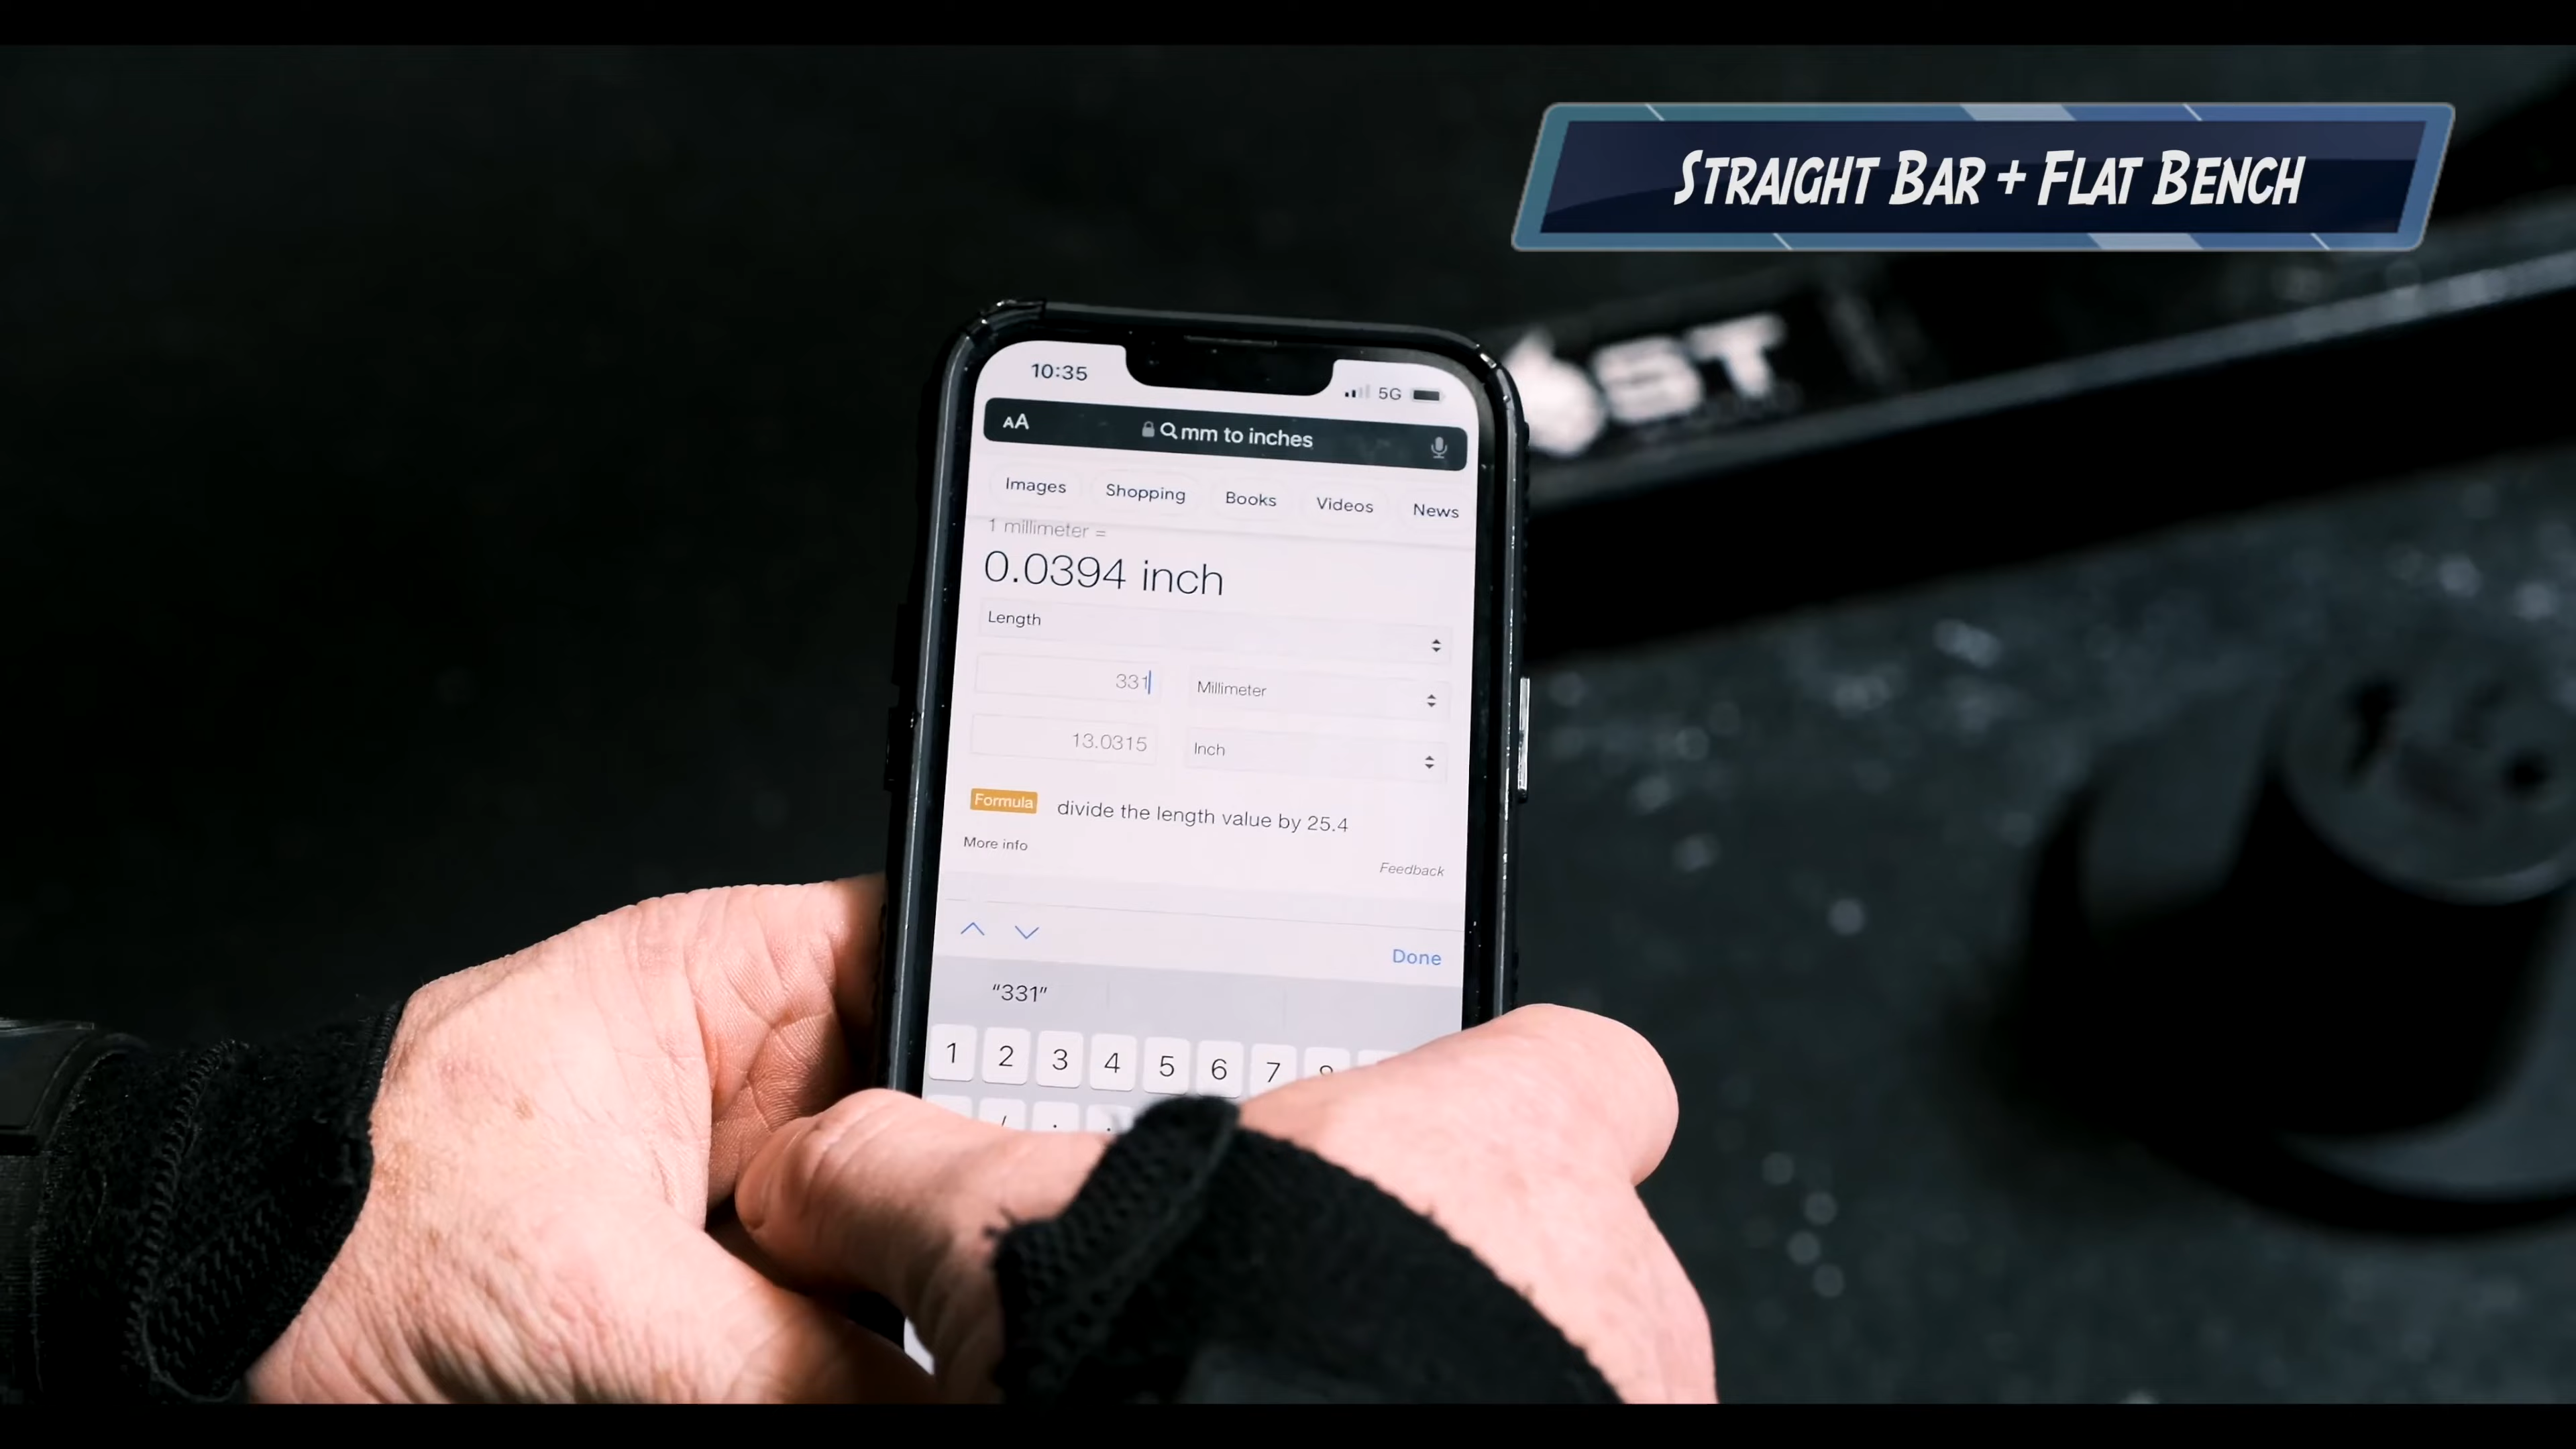 STRAIGHT BAR + FLAT BENCH
ST
10:35
5G
AA mm to inches
Images Shopping Books Videos News
1 millimeter =
0.0394 inch
Length
331 Millimeter
13.0315 Inch
Formula divide the length value by 25.4
More info
Feedback
Done
"331"
1 2 3 4 5 6 7